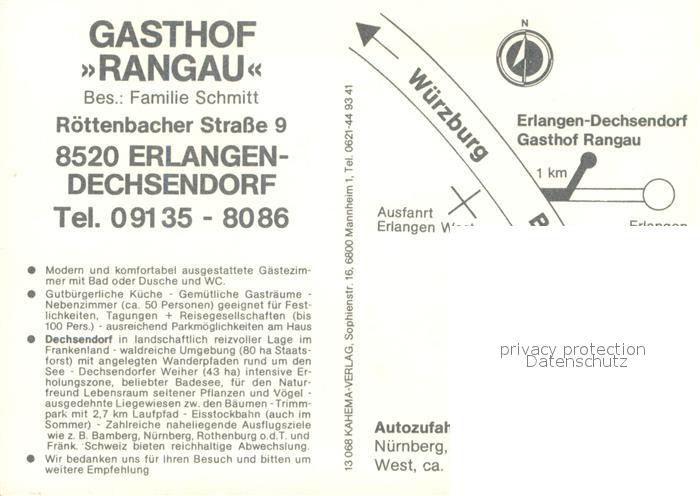 GASTHOF
»RANGAU«
Bes.: Familie Schmitt
Röttenbacher Straße 9
8520 ERLANGEN-
DECHSENDORF
Tel. 09135 - 8086
● Modern und komfortabel ausgestattete Gästezim-
mer mit Bad oder Dusche und WC.
● Gutbürgerliche Küche - Gemütliche Gasträume -
Nebenzimmer (ca. 50 Personen) geeignet für Fest-
lichkeiten, Tagungen + Reisegesellschaften (bis
100 Pers.) - ausreichend Parkmöglichkeiten am Haus
● Dechsendorf in landschaftlich reizvoller Lage im
Frankenland - waldreiche Umgebung (80 ha Staats-
forst) mit angelegten Wanderpfaden rund um den
See - Dechsendorfer Weiher (43 ha) intensive Er-
holungszone, beliebter Badesee, für den Natur-
freund Lebensraum seltener Pflanzen und Vögel -
ausgedehnte Liegewiesen zw. den Bäumen - Trimm-
park mit 2,7 km Laufpfad - Eisstockbahn (auch im
Sommer) - Zahlreiche naheliegende Ausflugsziele
wie z. B. Bamberg, Nürnberg, Rothenburg o.d.T. und
Fränk. Schweiz bieten reichhaltige Abwechslung.
● Wir bedanken uns für Ihren Besuch und bitten um
weitere Empfehlung
13 068 KAHEMA-VERLAG, Sophienstr. 16, 6800 Mannheim 1, Tel. 0621-44 93 41
N
Würzburg
Erlangen-Dechsendorf
Gasthof Rangau
1 km
Ausfahrt
Erlangen West
Erlangen
privacy protection
Datenschutz
Autozufah
Nürnberg,
West, ca.